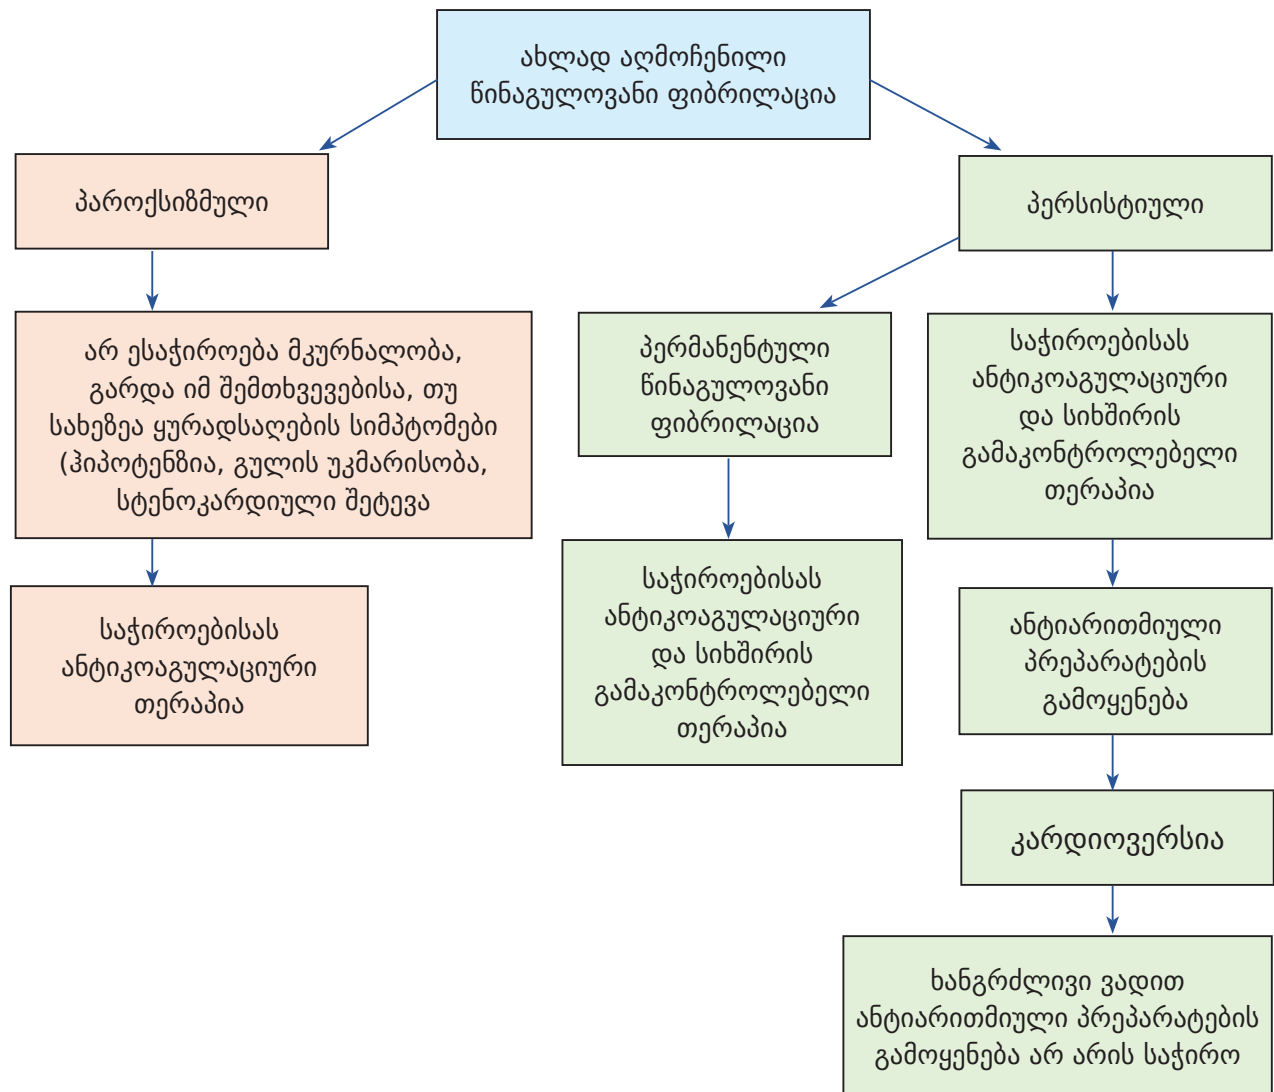 ახლად აღმოჩენილი
წინაგულოვანი ფიბრილაცია
პაროქსიზმული
პერსისტიული
არ ესაჭიროება მკურნალობა,
გარდა იმ შემთხვევებისა, თუ
სახეზეა ყურადსაღების სიმპტომები
(ჰიპოტენზია, გულის უკმარისობა,
სტენოკარდიული შეტევა
პერმანენტული
წინაგულოვანი
ფიბრილაცია
საჭიროებისას
ანტიკოაგულაციური
და სიხშირის
გამაკონტროლებელი
თერაპია
საჭიროებისას
ანტიკოაგულაციური
თერაპია
საჭიროებისას
ანტიკოაგულაციური
და სიხშირის
გამაკონტროლებელი
თერაპია
ანტიარითმიული
პრეპარატების
გამოყენება
კარდიოვერსია
ხანგრძლივი ვადით
ანტიარითმიული პრეპარატების
გამოყენება არ არის საჭირო